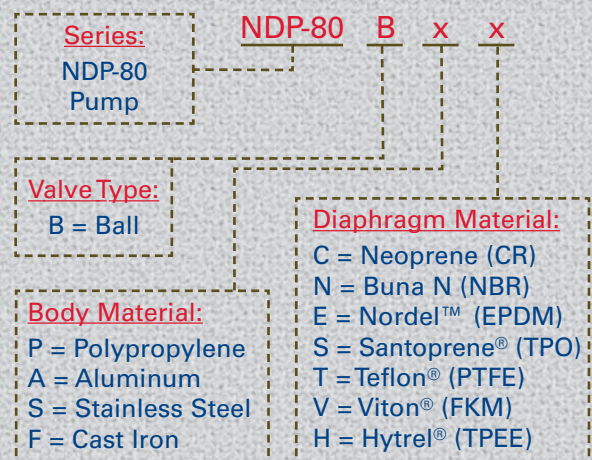 NDP-80 B x x
Series:
NDP-80
Pump
Valve Type:
B = Ball
Body Material:
P = Polypropylene
A = Aluminum
S = Stainless Steel
F = Cast Iron
Diaphragm Material:
C = Neoprene (CR)
N = Buna N (NBR)
E = Nordel™ (EPDM)
S = Santoprene® (TPO)
T = Teflon® (PTFE)
V = Viton® (FKM)
H = Hytrel® (TPEE)